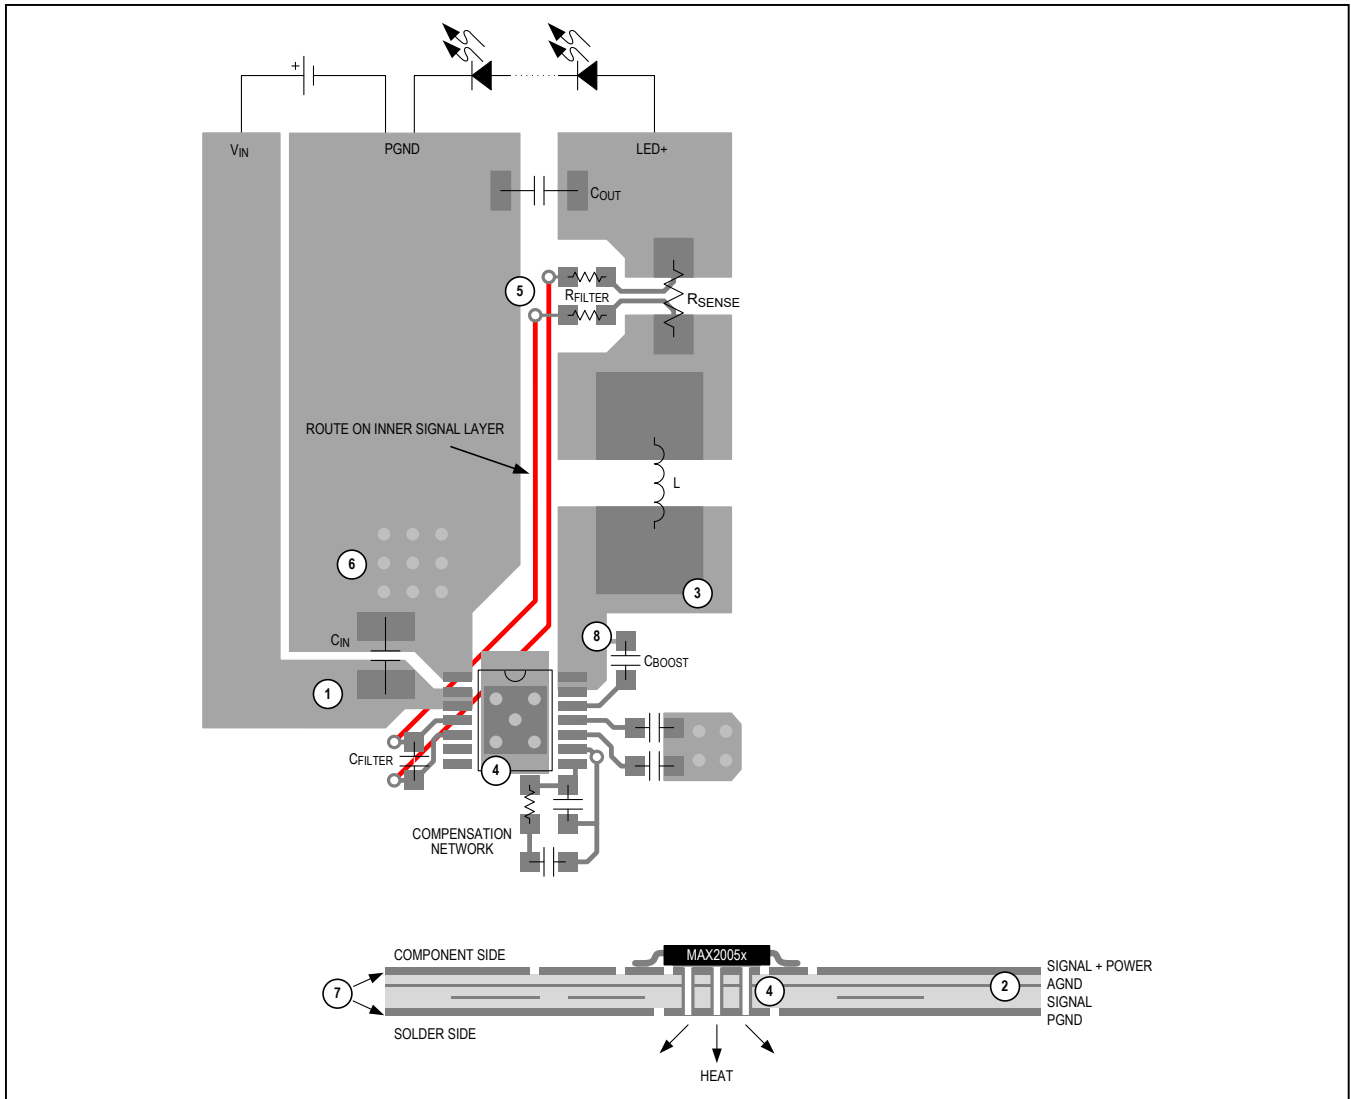 +
VIN
PGND
LED+
COUT
5
RFILTER
RSENSE
ROUTE ON INNER SIGNAL LAYER
L
6
3
CIN
8
CBOOST
1
CFILTER
4
COMPENSATION
NETWORK
COMPONENT SIDE
MAX2005x
SIGNAL + POWER
AGND
2
7
4
SIGNAL
PGND
SOLDER SIDE
HEAT